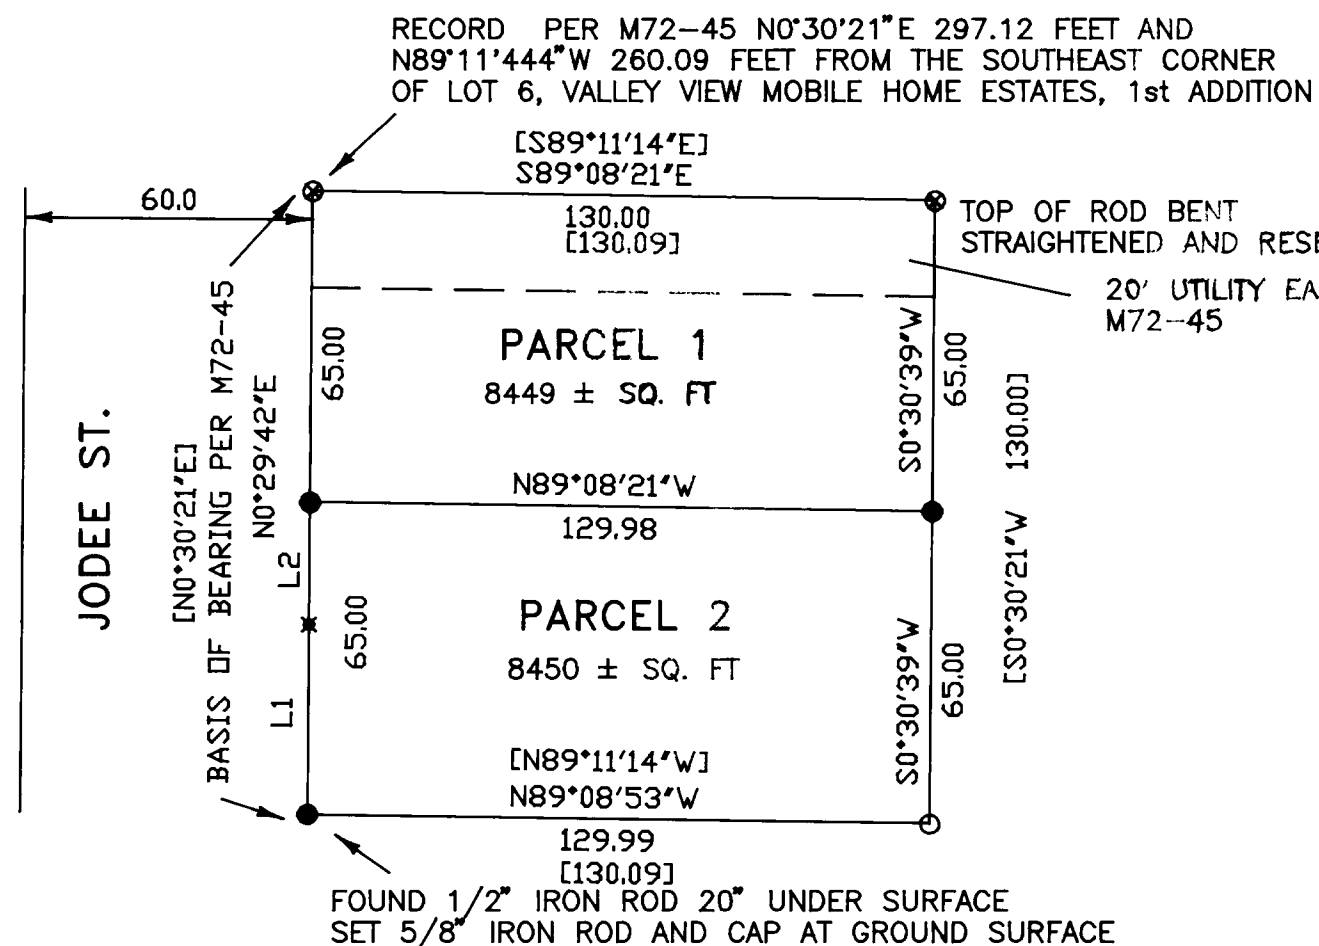 RECORD PER M72-45 N0°30'21"E 297.12 FEET AND
N89°11'444"W 260.09 FEET FROM THE SOUTHEAST CORNER
OF LOT 6, VALLEY VIEW MOBILE HOME ESTATES, 1st ADDITION
[S89°11'14"E]
S89°08'21"E
60.0
130.00
[130.09]
TOP OF ROD BENT
STRAIGHTENED AND RESE
20' UTILITY EA
M72-45
PARCEL 1
8449 ± SQ. FT
65.00
S0°30'39"W
65.00
JODEE ST.
[N0°30'21"E]
BASIS OF BEARING PER M72-45
N0°29'42"E
N89°08'21"W
129.98
[S0°30'21"W 130.00]
L2
L1
65.00
PARCEL 2
8450 ± SQ. FT
S0°30'39"W
65.00
[N89°11'14"W]
N89°08'53"W
129.99
[130.09]
FOUND 1/2" IRON ROD 20" UNDER SURFACE
SET 5/8" IRON ROD AND CAP AT GROUND SURFACE